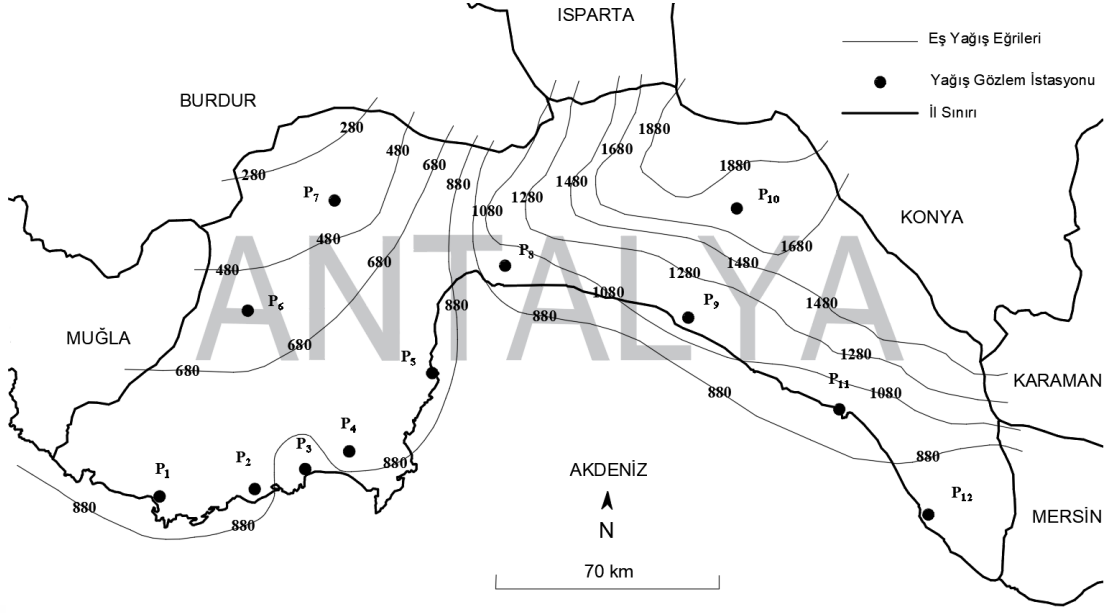 ISPARTA
Eş Yağış Eğrileri
Yağış Gözlem İstasyonu
İl Sınırı
BURDUR
280
280
480
680
880
1080
1280
1480
1680
1880
1880
P7
P10
KONYA
ANTALYA
480
480
680
P8
1680
1480
1280
1080
1480
P6
880
880
P9
MUĞLA
680
680
P5
1280
KARAMAN
P11
1080
880
P4
P3
P2
P1
880
880
AKDENİZ
P12
880
880
MERSİN
N
70 km